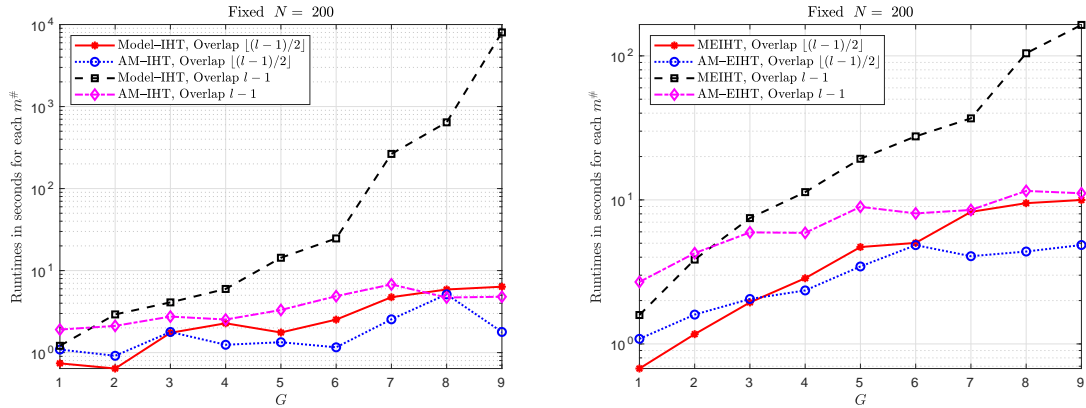 Fixed N = 200
Runtimes in seconds for each m^#
10^4
10^3
10^2
10^1
10^0
Model–IHT, Overlap ⌊(l − 1)/2⌋
AM–IHT, Overlap ⌊(l − 1)/2⌋
Model–IHT, Overlap l − 1
AM–IHT, Overlap l − 1
1 2 3 4 5 6 7 8 9
G
Fixed N = 200
Runtimes in seconds for each m^#
10^2
10^1
10^0
MEIHT, Overlap ⌊(l − 1)/2⌋
AM–EIHT, Overlap ⌊(l − 1)/2⌋
MEIHT, Overlap l − 1
AM–EIHT, Overlap l − 1
1 2 3 4 5 6 7 8 9
G